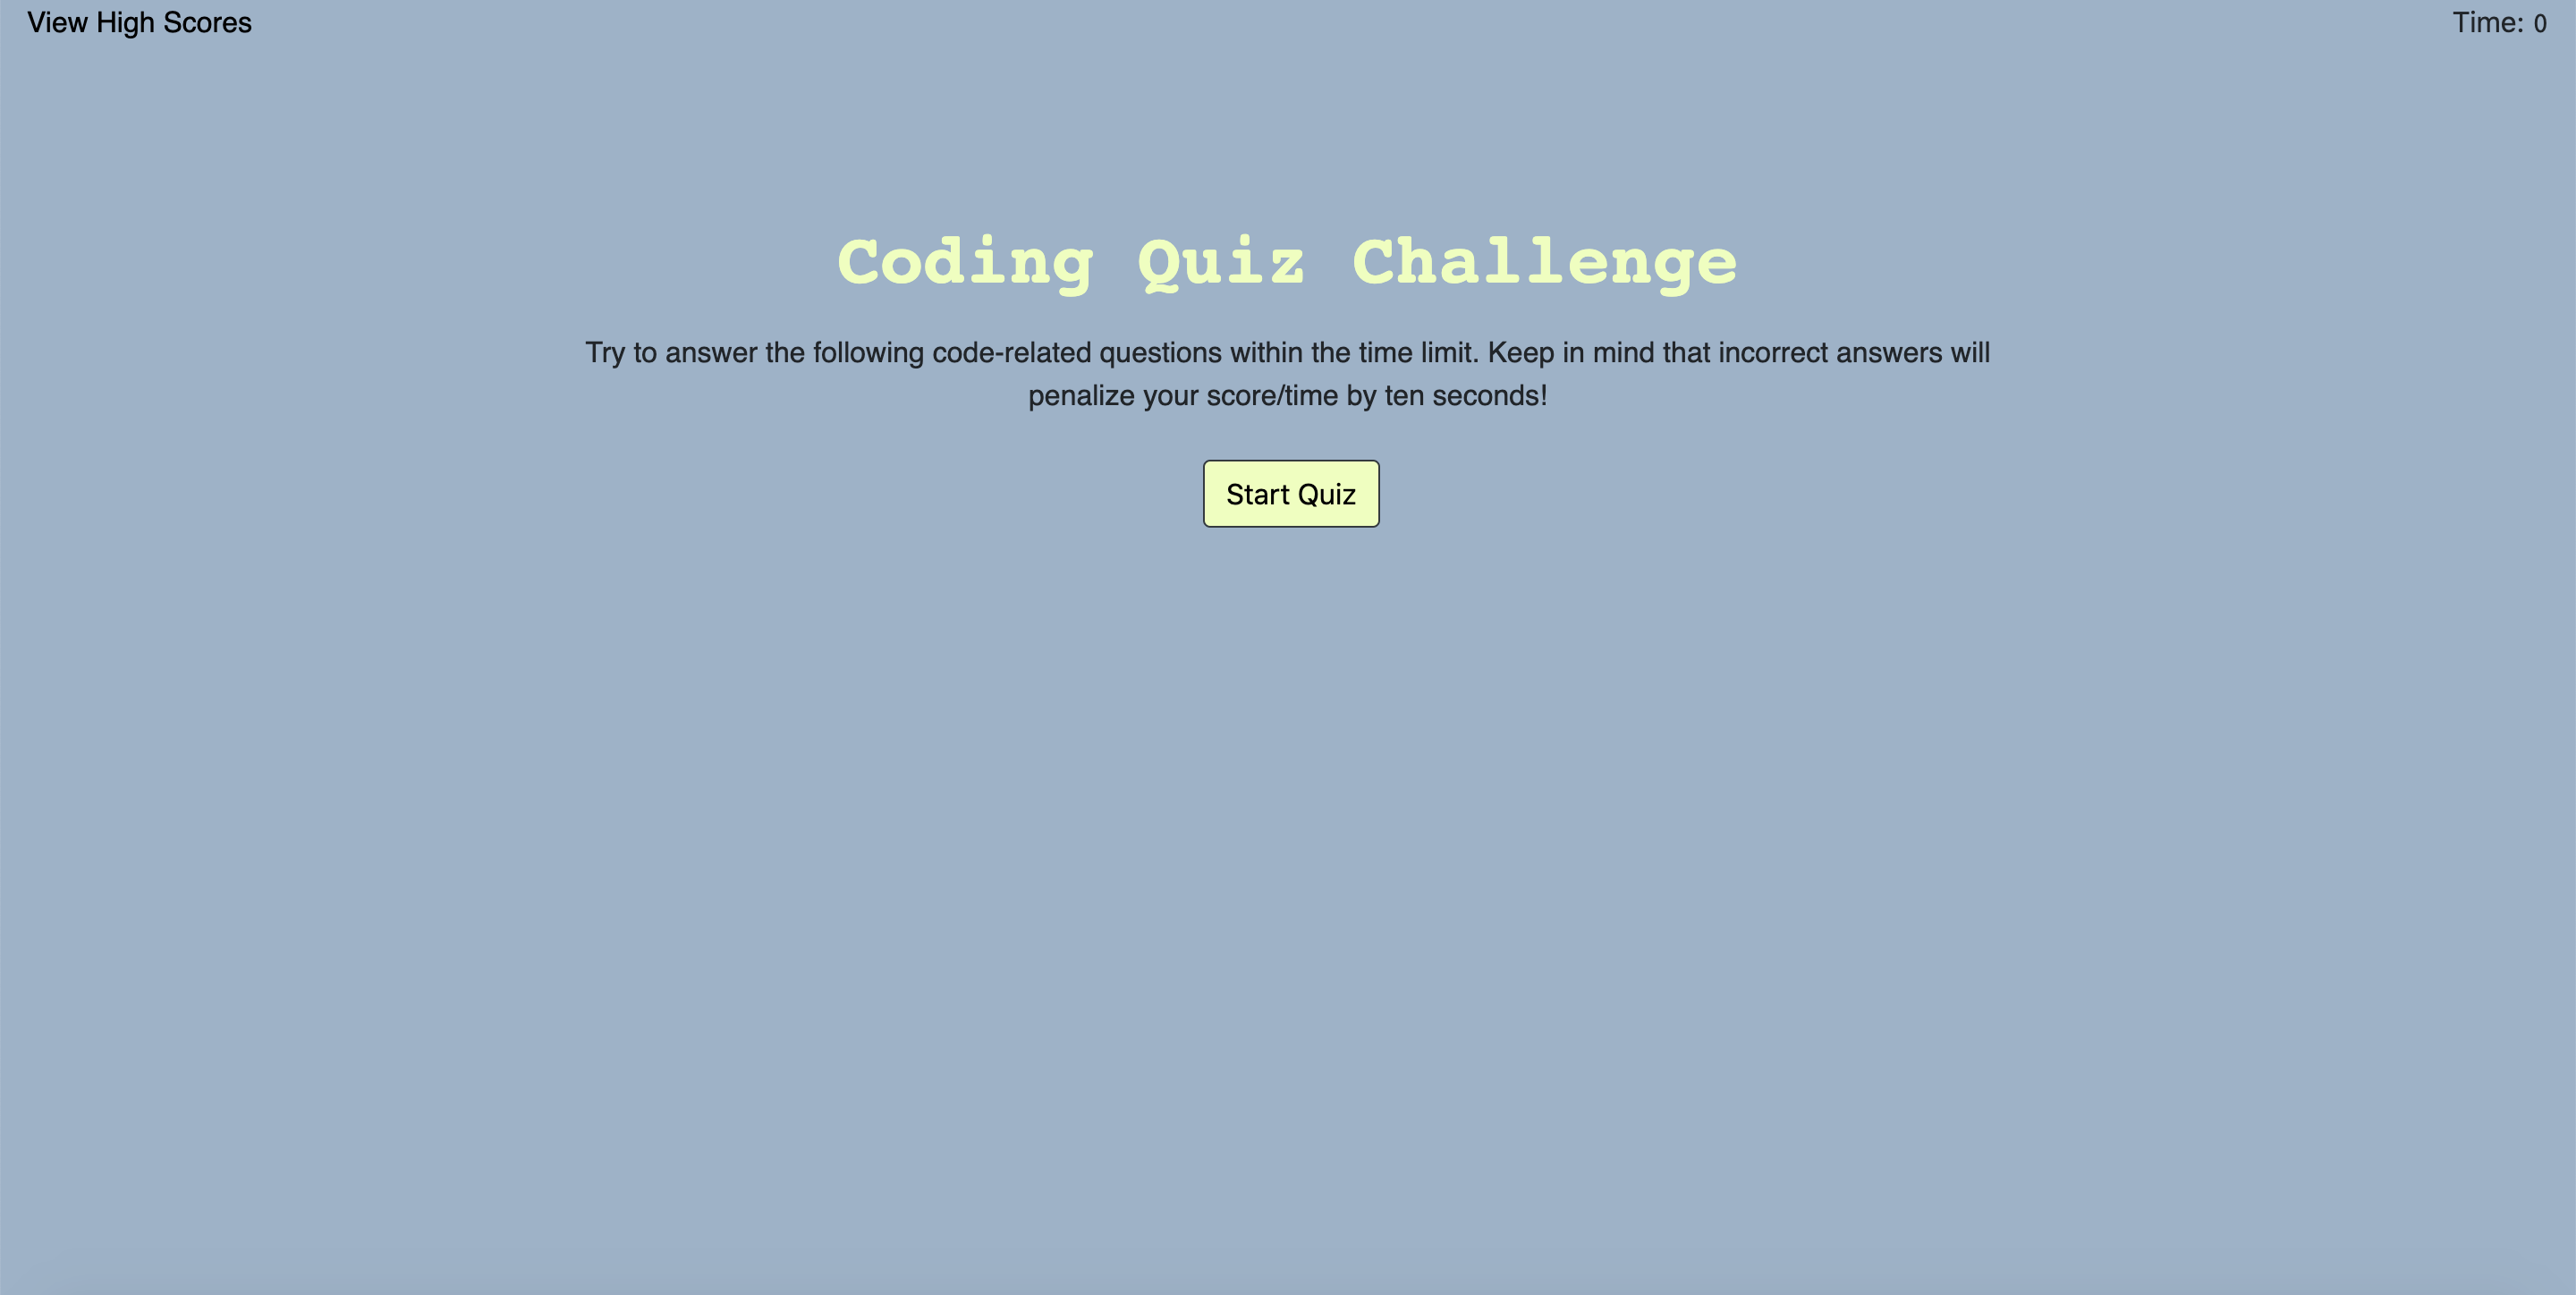 View High Scores
Time: 0
Coding Quiz Challenge
Try to answer the following code-related questions within the time limit. Keep in mind that incorrect answers will
penalize your score/time by ten seconds!
Start Quiz